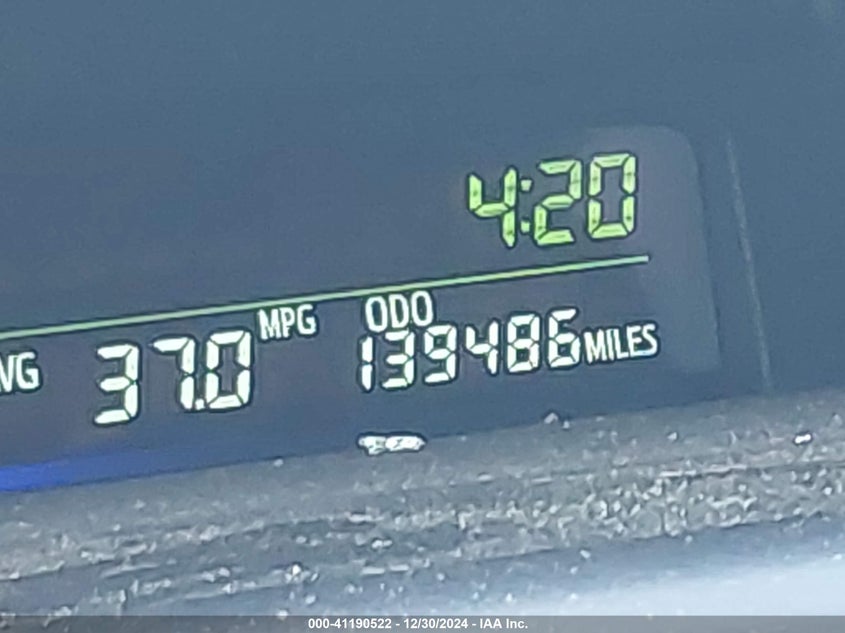 4:20
MPG ODO
VG 37.0 139486 MILES
000-41190522 - 12/30/2024 - IAA Inc.